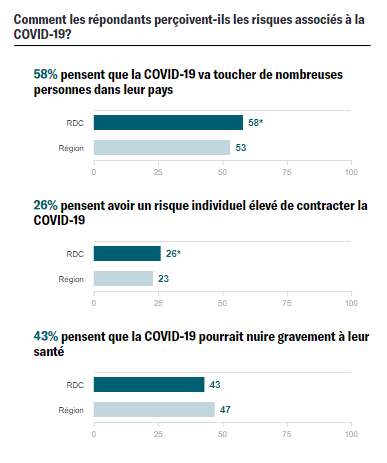 Comment les répondants perçoivent-ils les risques associés à la
COVID-19?
58% pensent que la COVID-19 va toucher de nombreuses
personnes dans leur pays
RDC 58*
Région 53
0 25 50 75 100
26% pensent avoir un risque individuel élevé de contracter la
COVID-19
RDC 26*
Région 23
0 25 50 75 100
43% pensent que la COVID-19 pourrait nuire gravement à leur
santé
RDC 43
Région 47
0 25 50 75 100